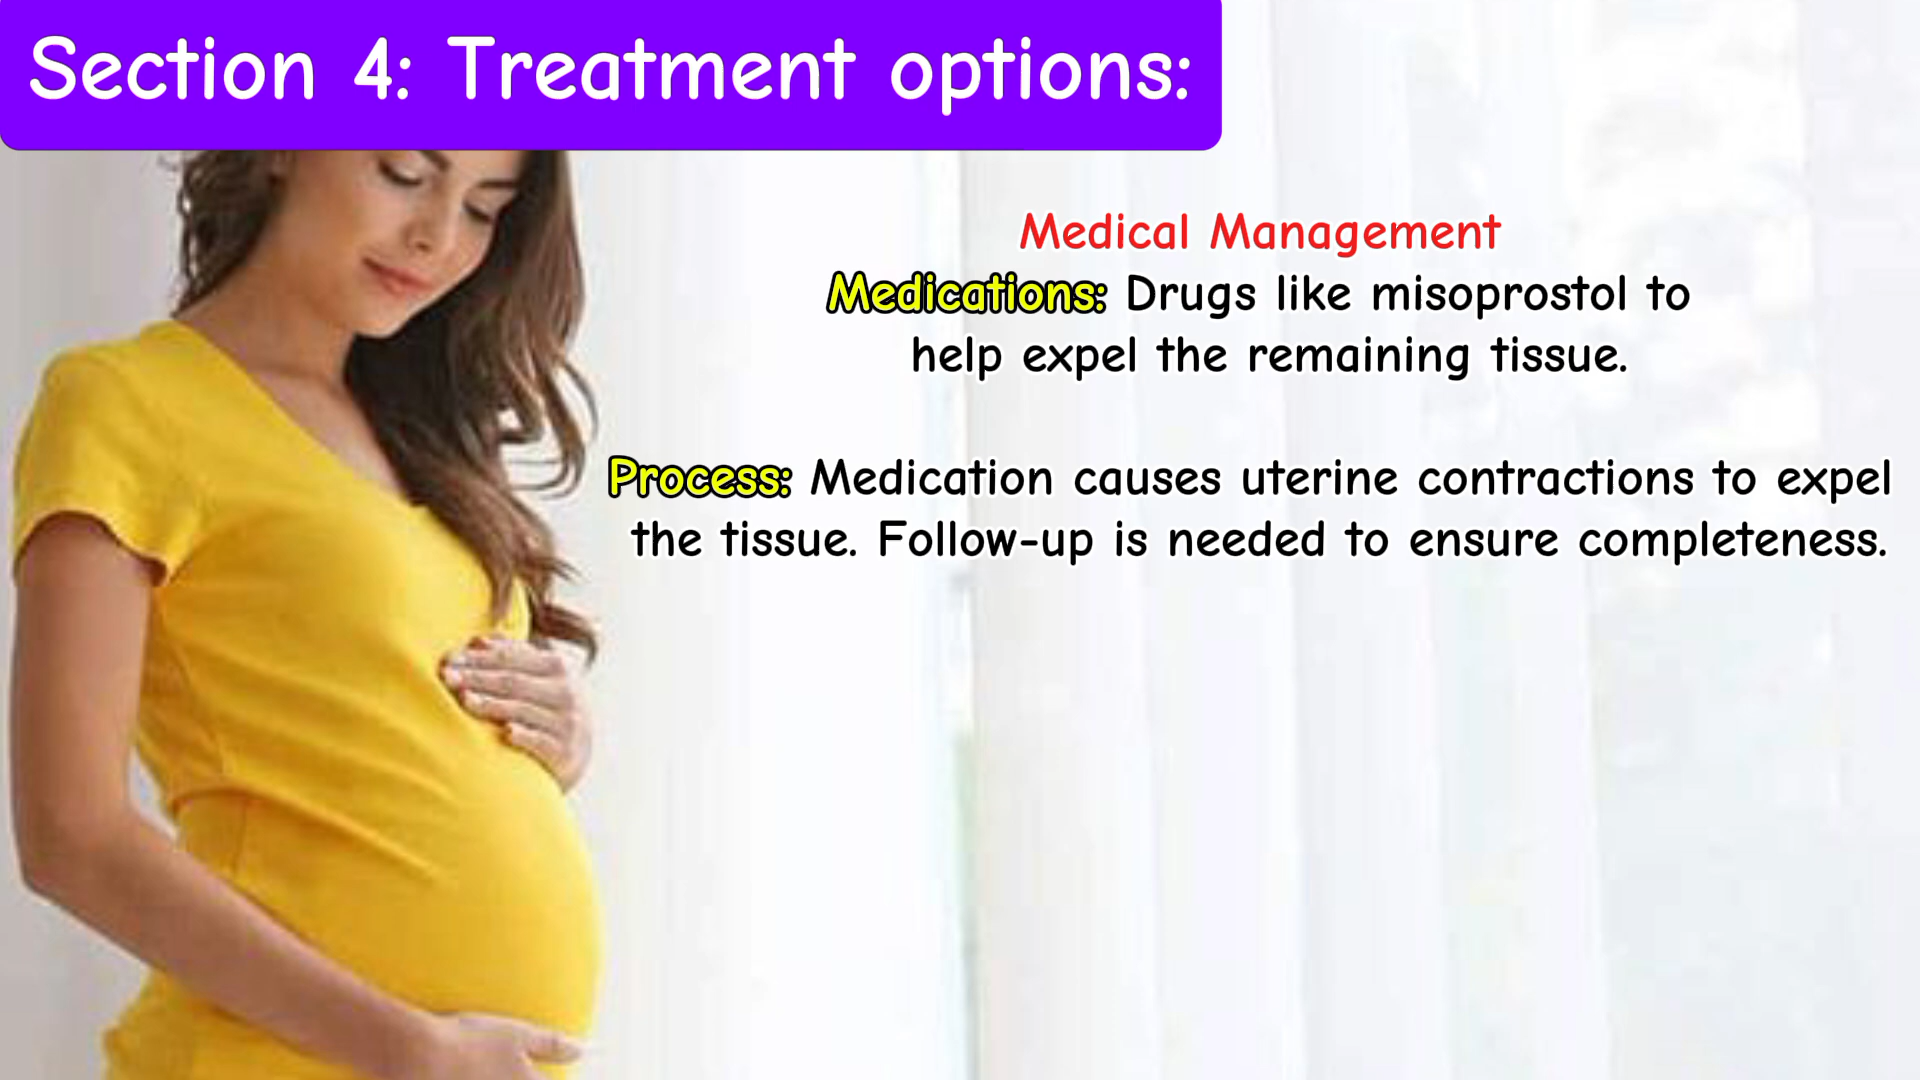 Section 4: Treatment options:
Medical Management
Medications: Drugs like misoprostol to
help expel the remaining tissue.
Process: Medication causes uterine contractions to expel
the tissue. Follow-up is needed to ensure completeness.